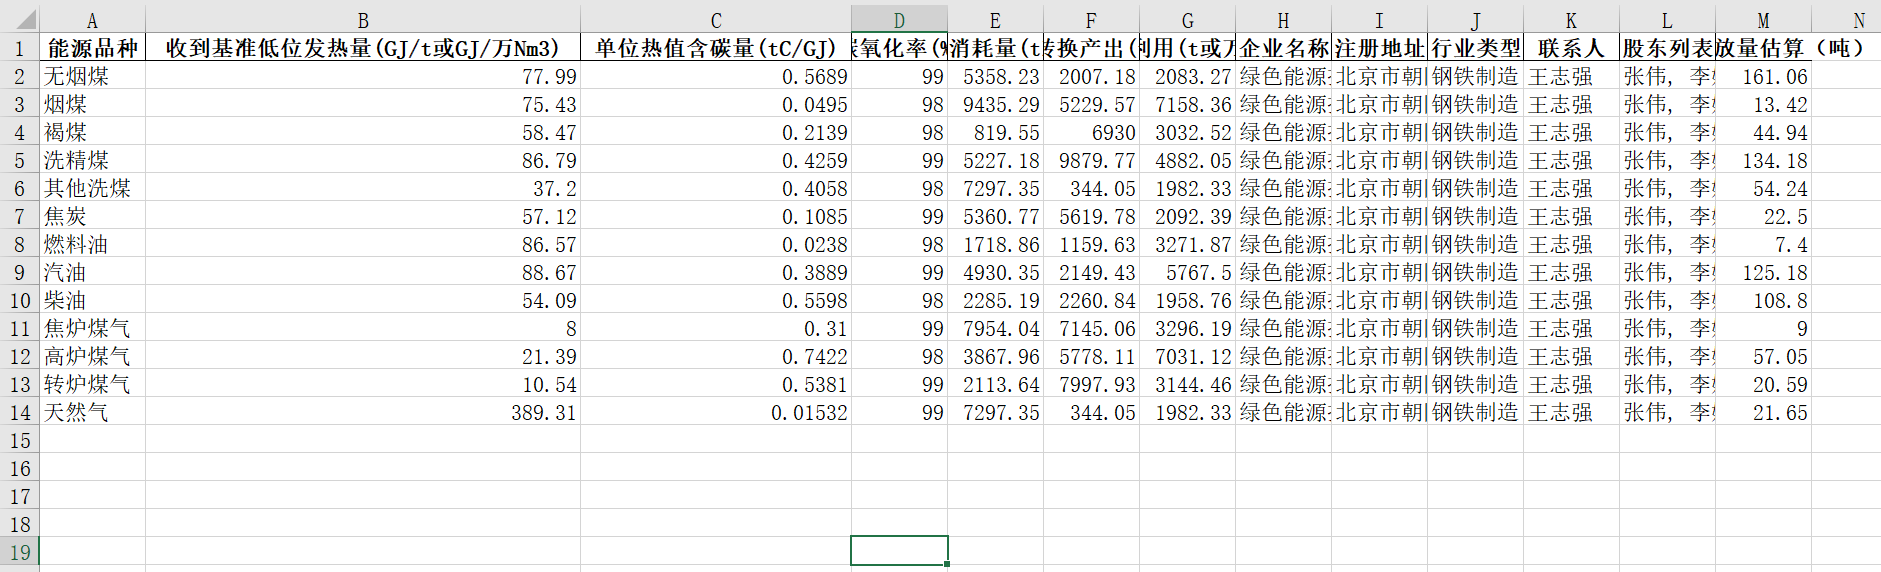 A B C D E F G H I J K L M N
1 能源品种 收到基准低位发热量(GJ/t或GJ/万Nm3) 单位热值含碳量(tC/GJ) 氧化率(% 消耗量(t 转换产出( 利用(t或万 企业名称 注册地址 行业类型 联系人 股东列表 放量估算（吨）
2 无烟煤 77.99 0.5689 99 5358.23 2007.18 2083.27 绿色能源 北京市朝 钢铁制造 王志强 张伟, 李 161.06
3 烟煤 75.43 0.0495 98 9435.29 5229.57 7158.36 绿色能源 北京市朝 钢铁制造 王志强 张伟, 李 13.42
4 褐煤 58.47 0.2139 98 819.55 6930 3032.52 绿色能源 北京市朝 钢铁制造 王志强 张伟, 李 44.94
5 洗精煤 86.79 0.4259 99 5227.18 9879.77 4882.05 绿色能源 北京市朝 钢铁制造 王志强 张伟, 李 134.18
6 其他洗煤 37.2 0.4058 98 7297.35 344.05 1982.33 绿色能源 北京市朝 钢铁制造 王志强 张伟, 李 54.24
7 焦炭 57.12 0.1085 99 5360.77 5619.78 2092.39 绿色能源 北京市朝 钢铁制造 王志强 张伟, 李 22.5
8 燃料油 86.57 0.0238 98 1718.86 1159.63 3271.87 绿色能源 北京市朝 钢铁制造 王志强 张伟, 李 7.4
9 汽油 88.67 0.3889 99 4930.35 2149.43 5767.5 绿色能源 北京市朝 钢铁制造 王志强 张伟, 李 125.18
10 柴油 54.09 0.5598 98 2285.19 2260.84 1958.76 绿色能源 北京市朝 钢铁制造 王志强 张伟, 李 108.8
11 焦炉煤气 8 0.31 99 7954.04 7145.06 3296.19 绿色能源 北京市朝 钢铁制造 王志强 张伟, 李 9
12 高炉煤气 21.39 0.7422 98 3867.96 5778.11 7031.12 绿色能源 北京市朝 钢铁制造 王志强 张伟, 李 57.05
13 转炉煤气 10.54 0.5381 99 2113.64 7997.93 3144.46 绿色能源 北京市朝 钢铁制造 王志强 张伟, 李 20.59
14 天然气 389.31 0.01532 99 7297.35 344.05 1982.33 绿色能源 北京市朝 钢铁制造 王志强 张伟, 李 21.65
15
16
17
18
19